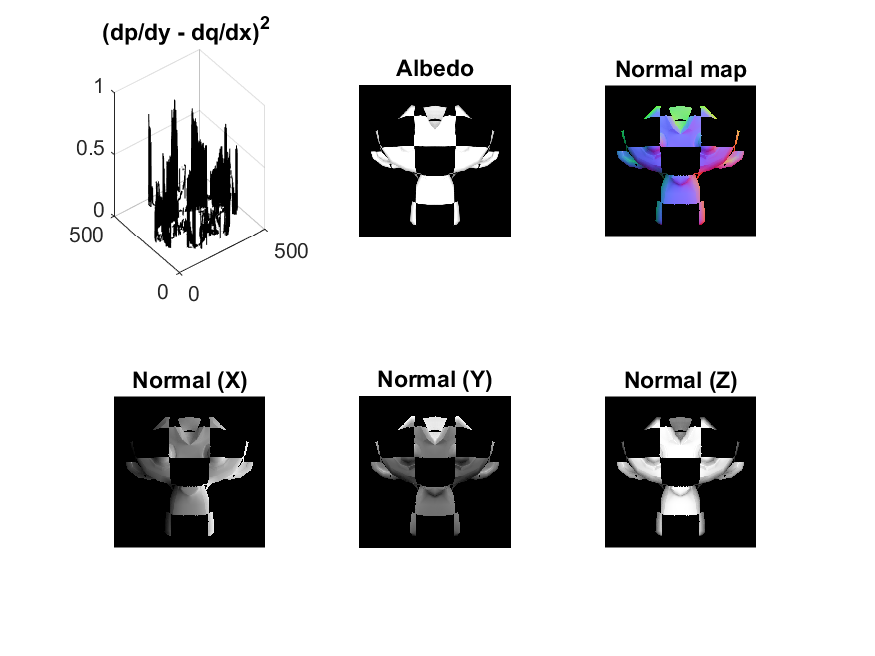 (dp/dy - dq/dx)²
1
0.5
0
500
0
0
500
Albedo
Normal map
Normal (X)
Normal (Y)
Normal (Z)